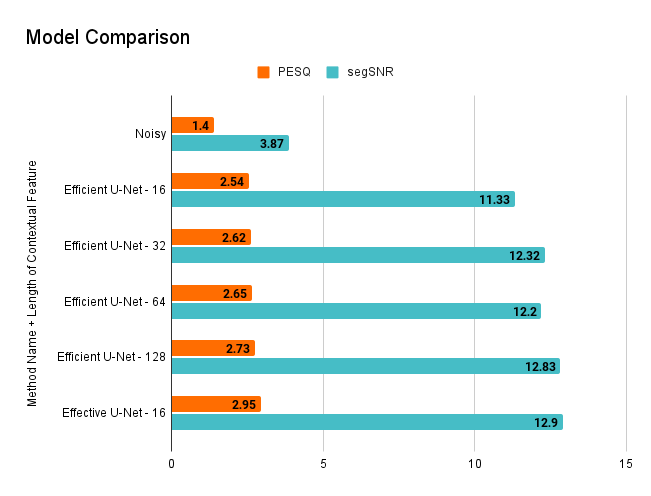 Model Comparison
PESQ segSNR
Method Name + Length of Contextual Feature
Noisy 1.4
3.87
Efficient U-Net - 16 2.54
11.33
Efficient U-Net - 32 2.62
12.32
Efficient U-Net - 64 2.65
12.2
Efficient U-Net - 128 2.73
12.83
Effective U-Net - 16 2.95
12.9
0 5 10 15